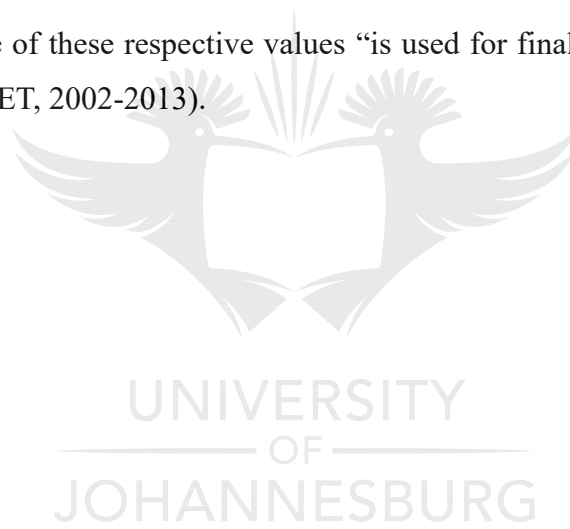 e of these respective values “is used for final
ET, 2002-2013).
UNIVERSITY
OF
JOHANNESBURG